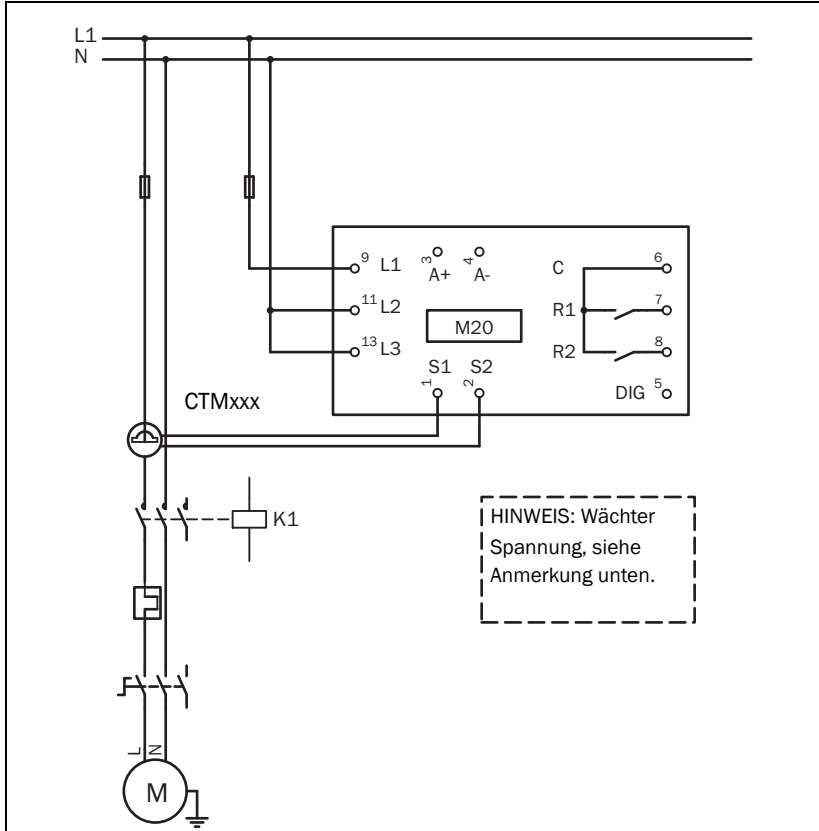 L1
N
9 L1 3 A+ 4 A- C 6
11 L2 R1 7
M20
13 L3 R2 8
S1 S2
1 2 DIG 5
CTMxxx
K1
HINWEIS: Wächter
Spannung, siehe
Anmerkung unten.
L N
M